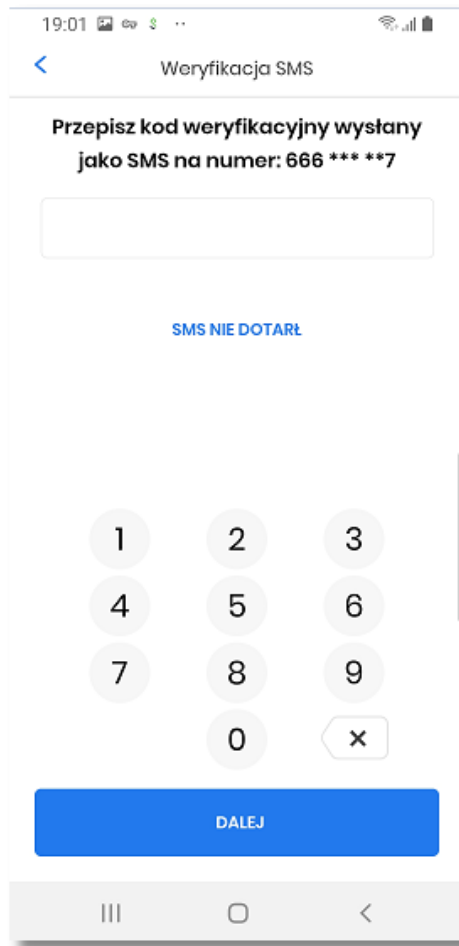 19:01
Weryfikacja SMS
Przepisz kod weryfikacyjny wysłany
jako SMS na numer: 666 *** **7
SMS NIE DOTARŁ
1 2 3
4 5 6
7 8 9
0
DALEJ